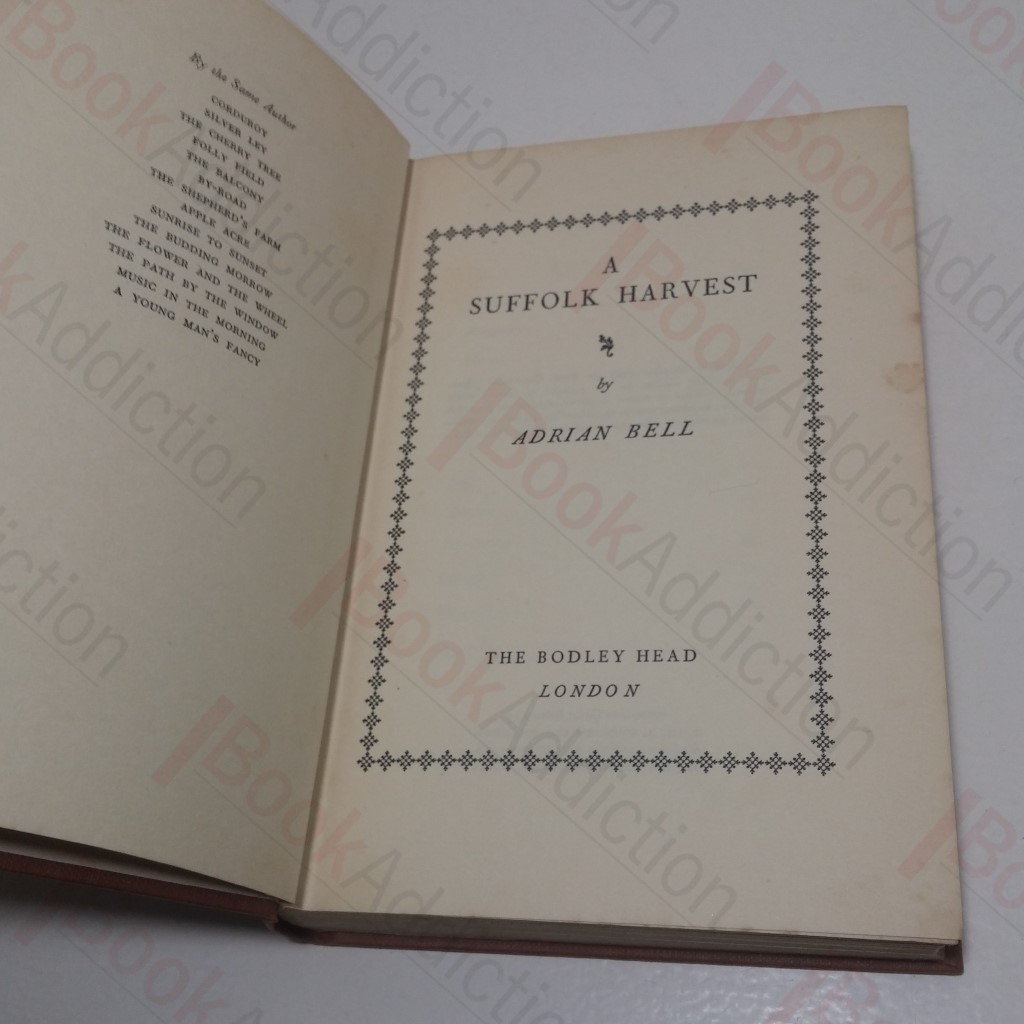 By the Same Author
CORDUROY
SILVER LEY
THE CHERRY TREE
FOLLY FIELD
THE BALCONY
BY-ROAD
THE SHEPHERD'S FARM
APPLE ACRE
SUNRISE TO SUNSET
THE BUDDING MORROW
THE FLOWER AND THE WHEEL
THE PATH BY THE WINDOW
MUSIC IN THE MORNING
A YOUNG MAN'S FANCY
A
SUFFOLK HARVEST
by
ADRIAN BELL
THE BODLEY HEAD
LONDON
BookAddiction